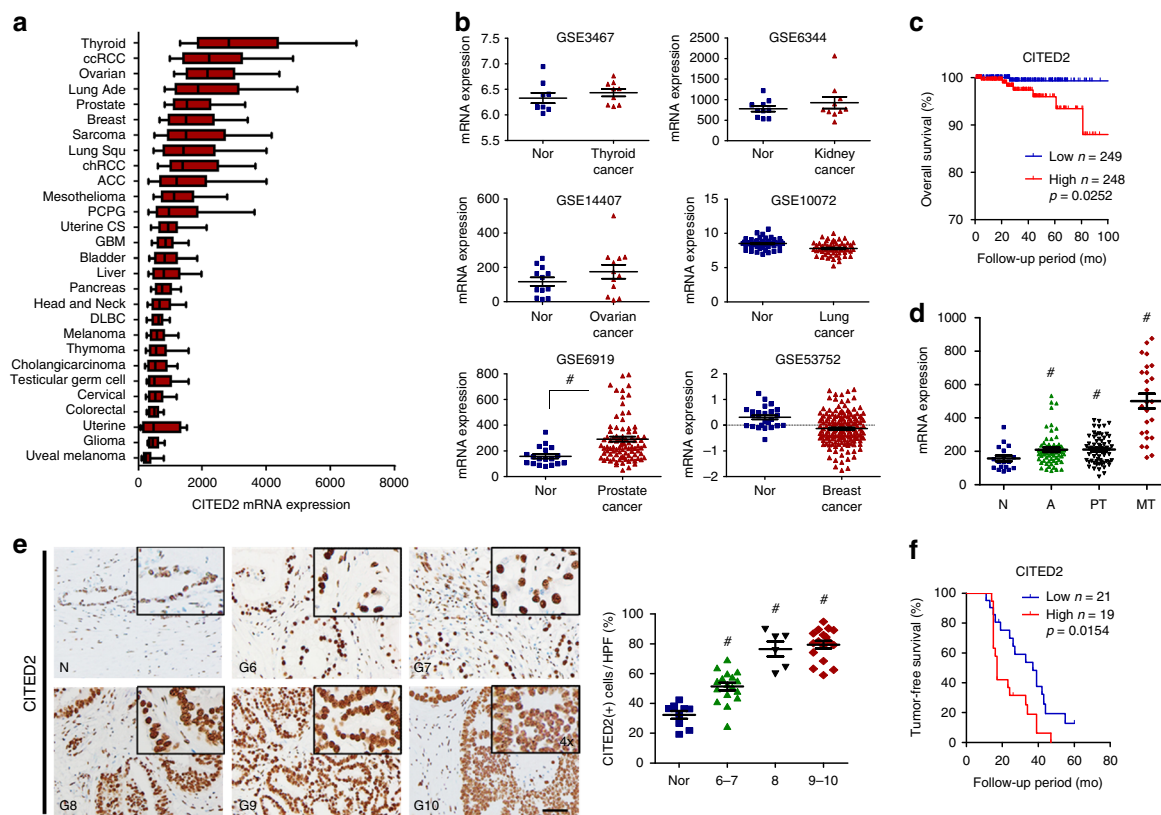 a
Thyroid
ccRCC
Ovarian
Lung Ade
Prostate
Breast
Sarcoma
Lung Squ
chRCC
ACC
Mesothelioma
PCPG
Uterine CS
GBM
Bladder
Liver
Pancreas
Head and Neck
DLBC
Melanoma
Thymoma
Cholangicarcinoma
Testicular germ cell
Cervical
Colorectal
Uterine
Glioma
Uveal melanoma
0 2000 4000 6000 8000
CITED2 mRNA expression
b
GSE3467
mRNA expression
7.5
7.0
6.5
6.0
5.5
Nor Thyroid
cancer
GSE6344
mRNA expression
2500
2000
1500
1000
500
0
Nor Kidney
cancer
GSE14407
mRNA expression
600
400
200
0
Nor Ovarian
cancer
GSE10072
mRNA expression
15
10
5
0
Nor Lung
cancer
GSE6919
mRNA expression
800
600
400
200
0
#
Nor Prostate
cancer
GSE53752
mRNA expression
2
1
0
−1
−2
Nor Breast
cancer
c
CITED2
Overall survival (%)
100
90
80
70
Low n = 249
High n = 248
p = 0.0252
0 20 40 60 80 100
Follow-up period (mo)
d
mRNA expression
1000
800
600
400
200
0
# # #
N A PT MT
e
CITED2
N G6 G7
G8 G9 G10
4x
CITED2(+) cells / HPF (%)
100
80
60
40
20
0
# # #
Nor 6–7 8 9–10
f
CITED2
Tumor-free survival (%)
100
80
60
40
20
0
Low n = 21
High n = 19
p = 0.0154
0 20 40 60 80
Follow-up period (mo)